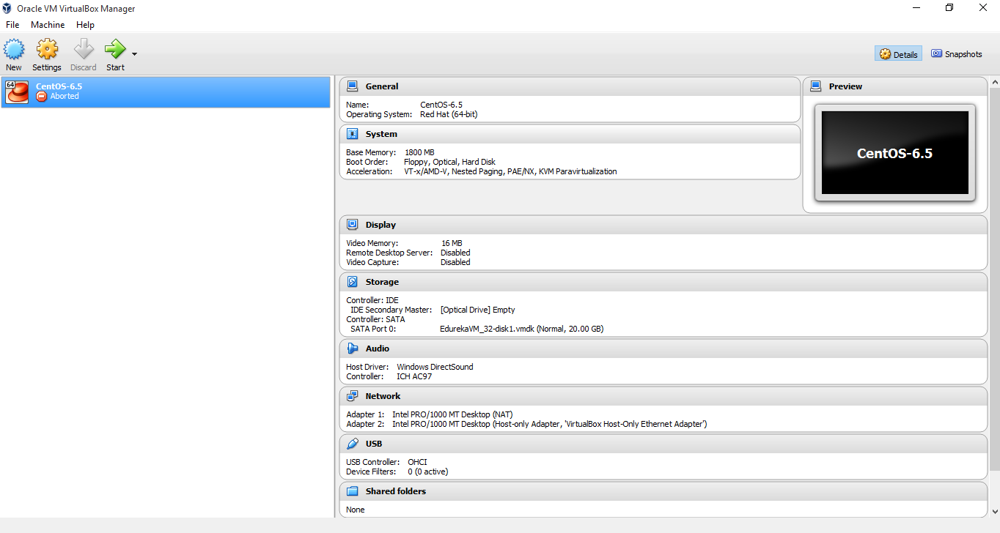 Oracle VM VirtualBox Manager
File Machine Help
New Settings Discard Start
Details Snapshots
64
CentOS-6.5
Aborted
General
Name: CentOS-6.5
Operating System: Red Hat (64-bit)
System
Base Memory: 1800 MB
Boot Order: Floppy, Optical, Hard Disk
Acceleration: VT-x/AMD-V, Nested Paging, PAE/NX, KVM Paravirtualization
Preview
CentOS-6.5
Display
Video Memory: 16 MB
Remote Desktop Server: Disabled
Video Capture: Disabled
Storage
Controller: IDE
IDE Secondary Master: [Optical Drive] Empty
Controller: SATA
SATA Port 0: EdurekaVM_32-disk1.vmdk (Normal, 20.00 GB)
Audio
Host Driver: Windows DirectSound
Controller: ICH AC97
Network
Adapter 1: Intel PRO/1000 MT Desktop (NAT)
Adapter 2: Intel PRO/1000 MT Desktop (Host-only Adapter, 'VirtualBox Host-Only Ethernet Adapter')
USB
USB Controller: OHCI
Device Filters: 0 (0 active)
Shared folders
None